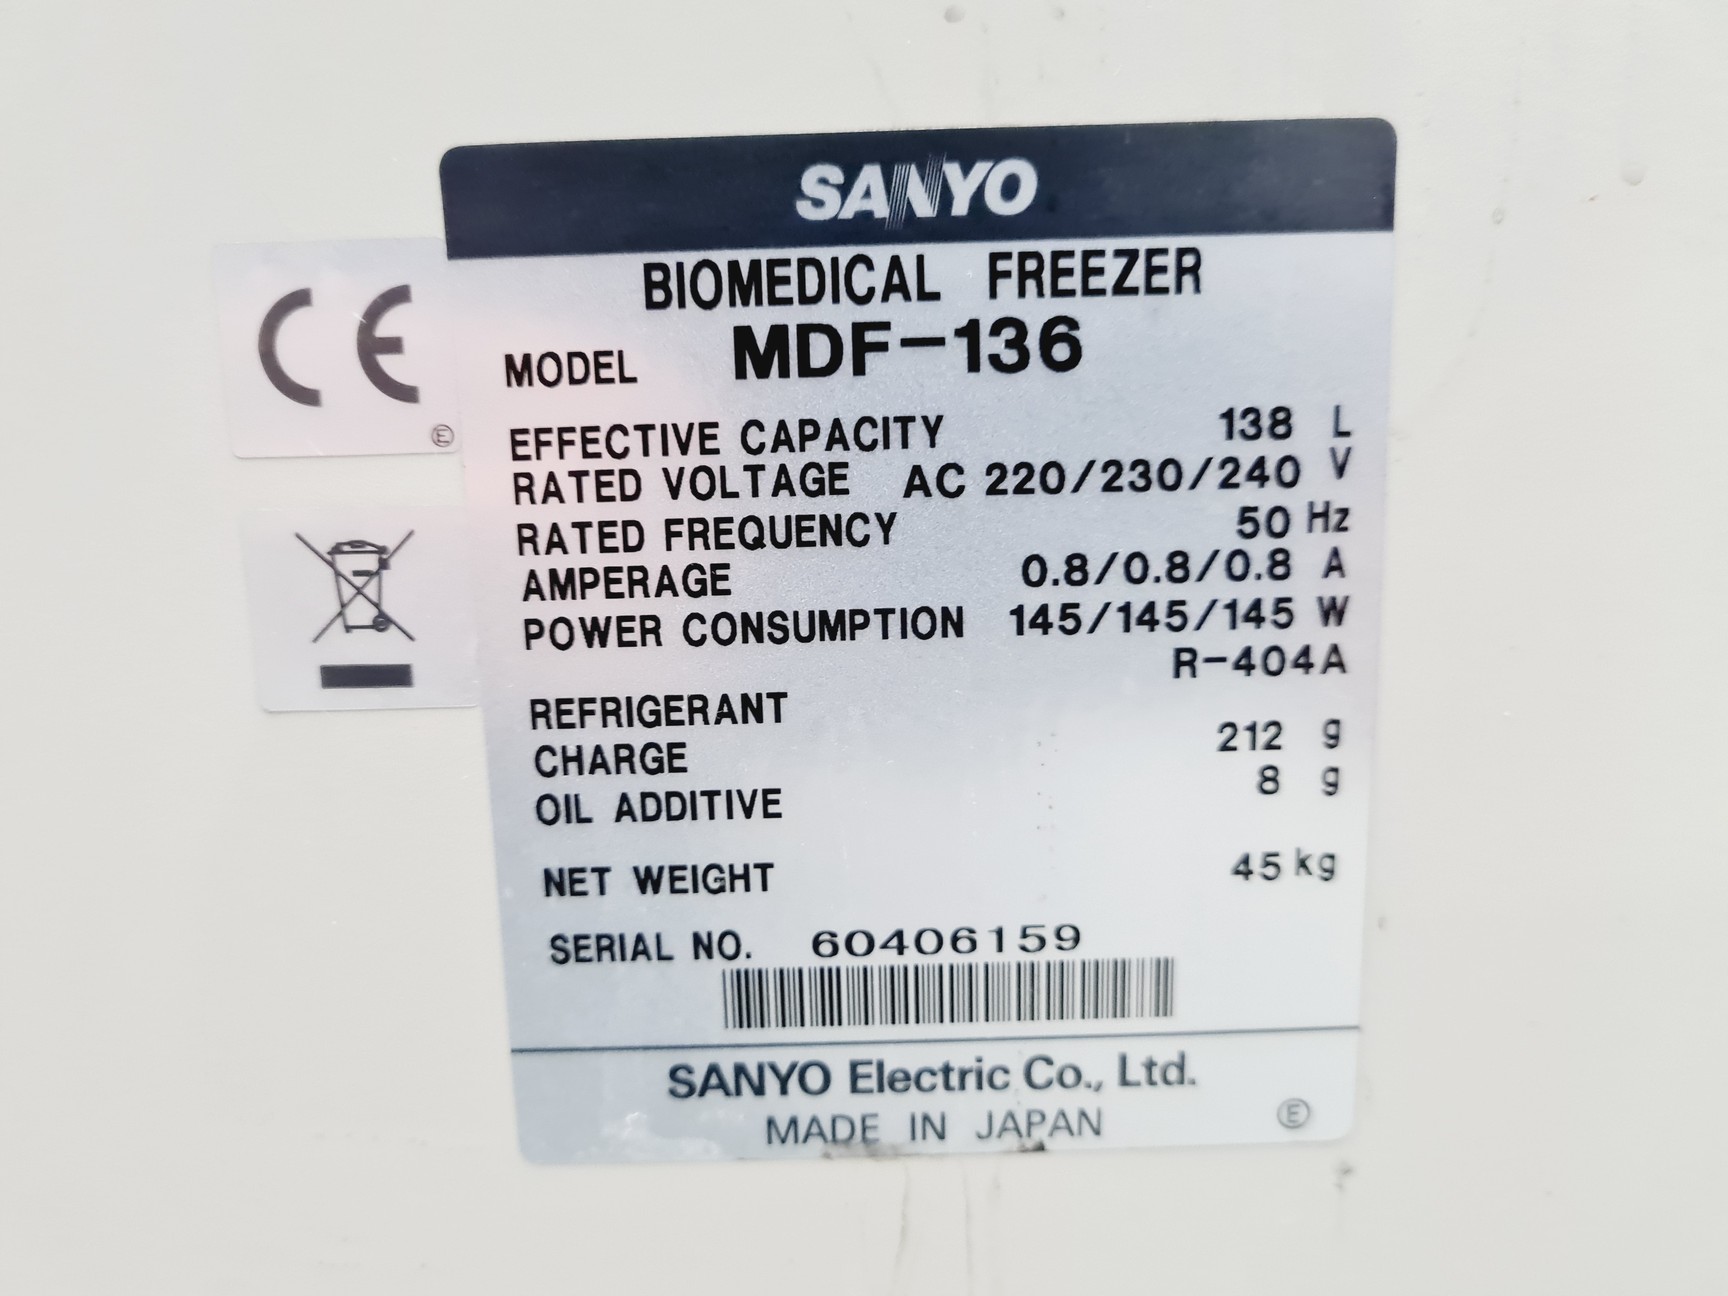 SANYO
BIOMEDICAL FREEZER
MODEL MDF-136
EFFECTIVE CAPACITY 138 L
RATED VOLTAGE AC 220/230/240 V
RATED FREQUENCY 50 Hz
AMPERAGE 0.8/0.8/0.8 A
POWER CONSUMPTION 145/145/145 W
R-404A
REFRIGERANT
CHARGE 212 g
OIL ADDITIVE 8 g
NET WEIGHT 45 kg
SERIAL NO. 60406159
SANYO Electric Co., Ltd.
MADE IN JAPAN
Ⓔ
CE
Ⓔ